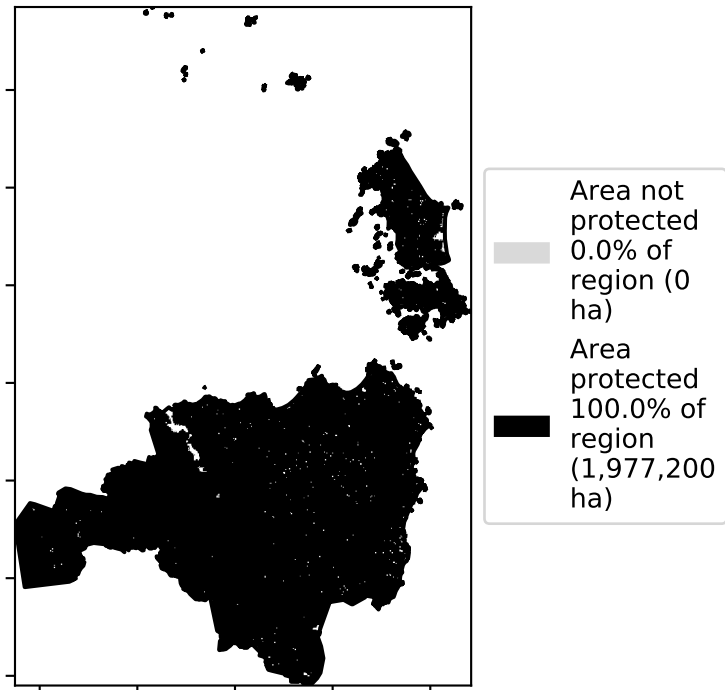 Area not
protected
0.0% of
region (0
ha)
Area
protected
100.0% of
region
(1,977,200
ha)